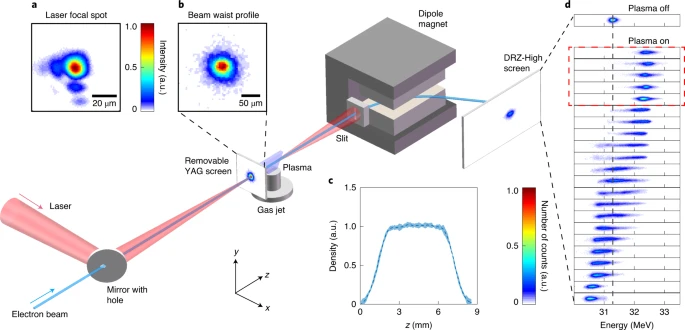 a
Laser focal spot
1.0
0.5
0
Intensity (a.u.)
20 μm
b
Beam waist profile
50 μm
Dipole
magnet
DRZ-High
screen
Slit
Removable
YAG screen
Plasma
Gas jet
Laser
Mirror with
hole
Electron beam
y
z
x
c
1.5
1.0
0.5
0
Density (a.u.)
0
3
6
9
z (mm)
1.0
0.5
0
Number of counts (a.u.)
d
Plasma off
Plasma on
31
32
33
Energy (MeV)